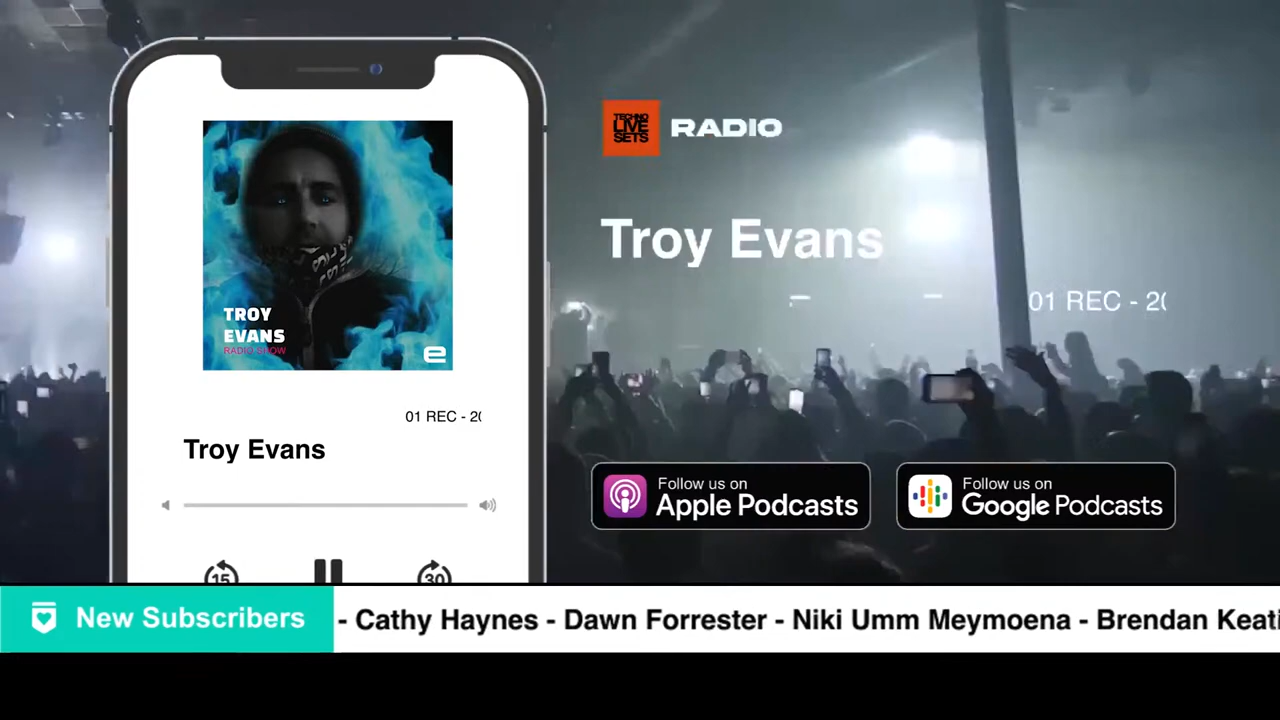 TROY
EVANS
RADIO SHOW
e
01 REC - 20
Troy Evans
15
30
TECHNO
LIVE
SETS
RADIO
Troy Evans
01 REC - 20
Follow us on
Apple Podcasts
Follow us on
Google Podcasts
New Subscribers
- Cathy Haynes - Dawn Forrester - Niki Umm Meymoena - Brendan Keati